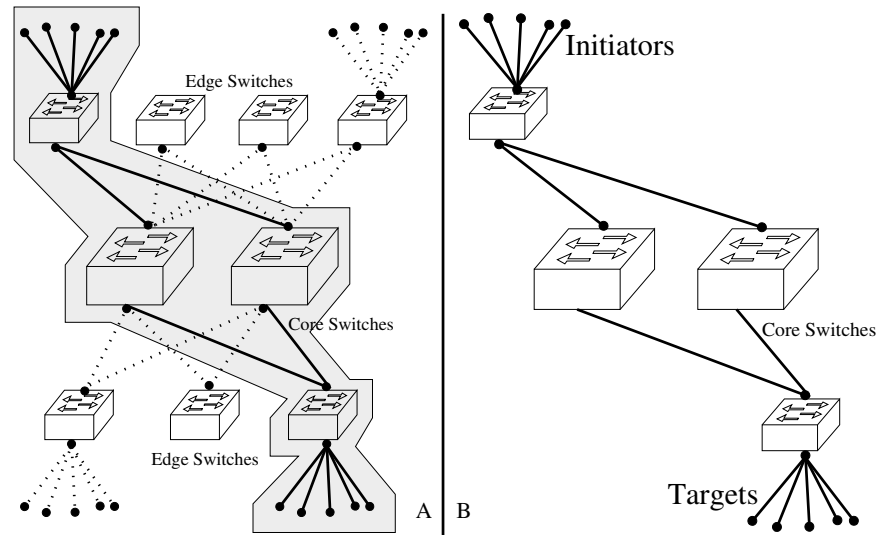 Edge Switches
Core Switches
Edge Switches
A
B
Initiators
Core Switches
Targets